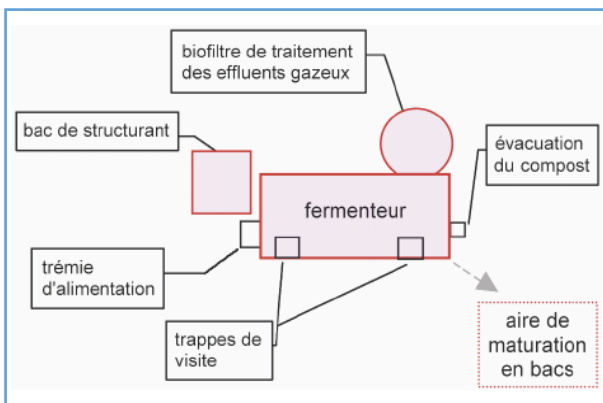 biofiltre de traitement
des effluents gazeux
bac de structurant
évacuation
du compost
fermenteur
trémie
d'alimentation
trappes de
visite
aire de
maturation
en bacs